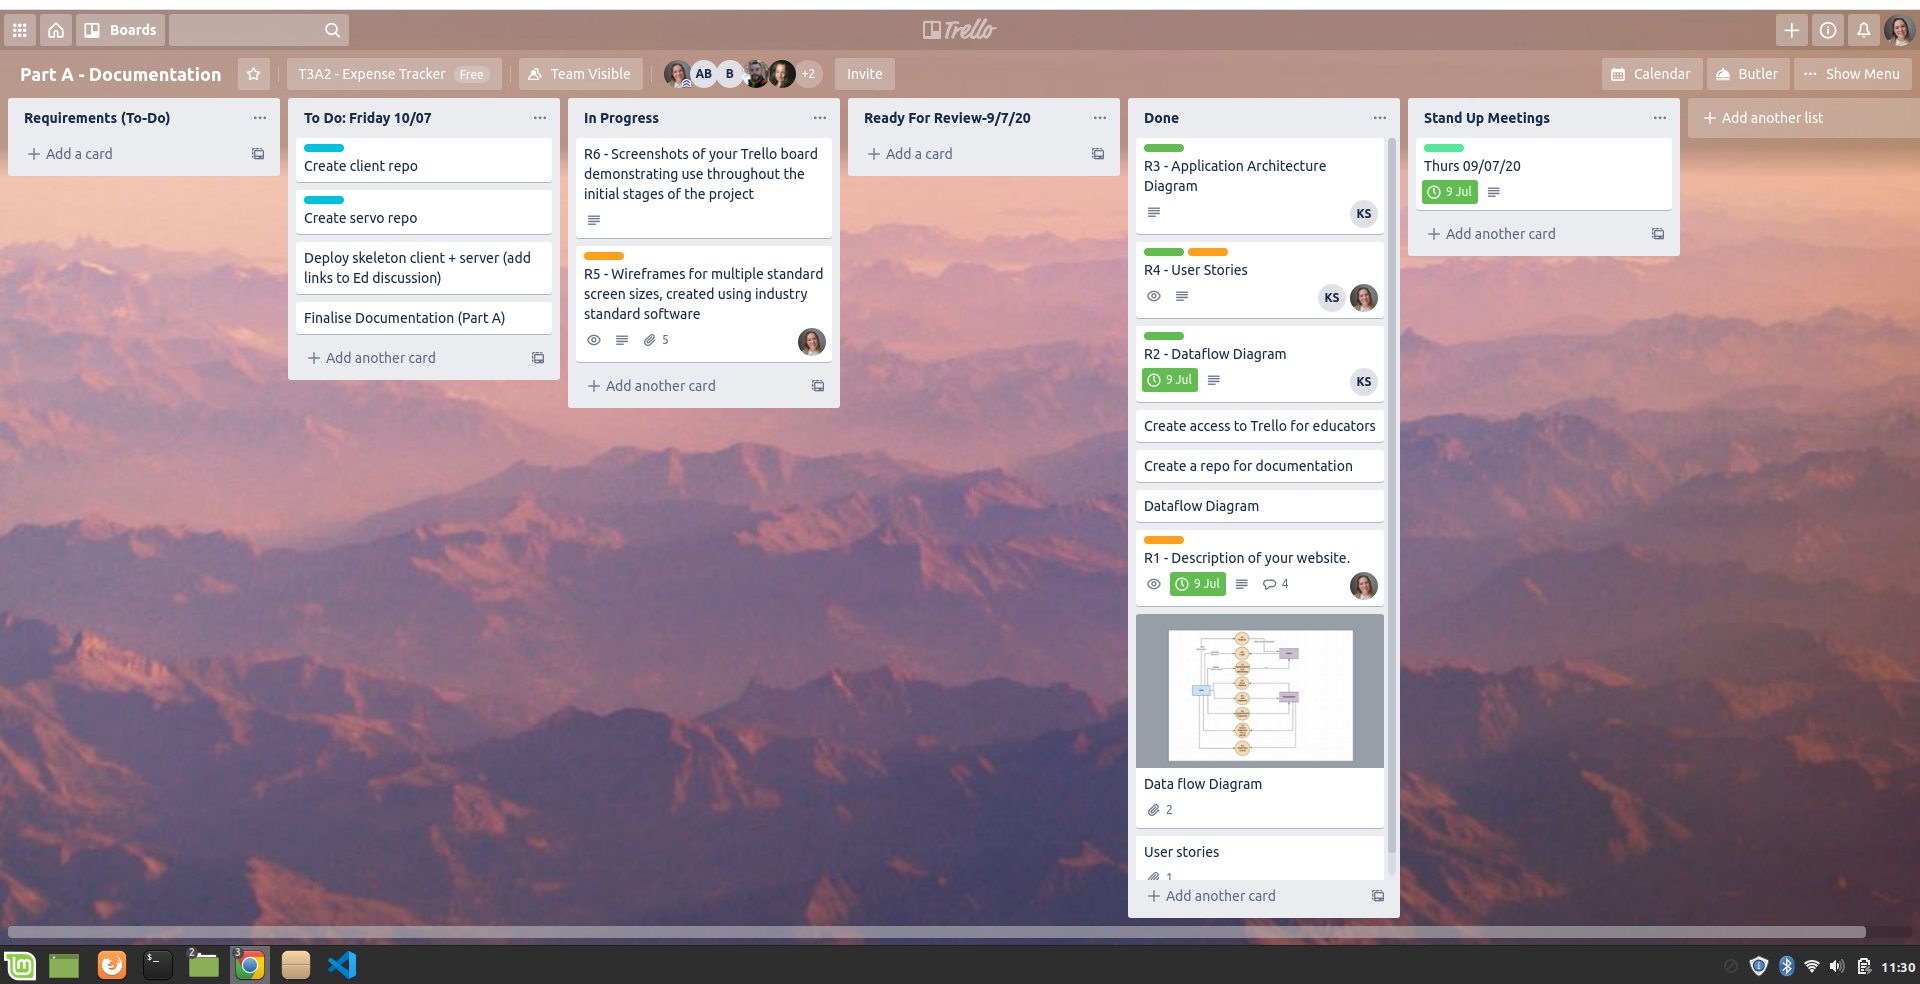 Boards
Trello
Part A - Documentation
T3A2 - Expense Tracker Free
Team Visible
AB
B
+2
Invite
Calendar
Butler
Show Menu
Requirements (To-Do)
Add a card
To Do: Friday 10/07
Create client repo
Create servo repo
Deploy skeleton client + server (add
links to Ed discussion)
Finalise Documentation (Part A)
Add another card
In Progress
R6 - Screenshots of your Trello board
demonstrating use throughout the
initial stages of the project
R5 - Wireframes for multiple standard
screen sizes, created using industry
standard software
5
Add another card
Ready For Review-9/7/20
Add a card
Done
R3 - Application Architecture
Diagram
KS
R4 - User Stories
KS
R2 - Dataflow Diagram
9 Jul
KS
Create access to Trello for educators
Create a repo for documentation
Dataflow Diagram
R1 - Description of your website.
9 Jul
4
Data flow Diagram
2
User stories
1
Add another card
Stand Up Meetings
Thurs 09/07/20
9 Jul
Add another card
Add another list
$_
2
3
11:30